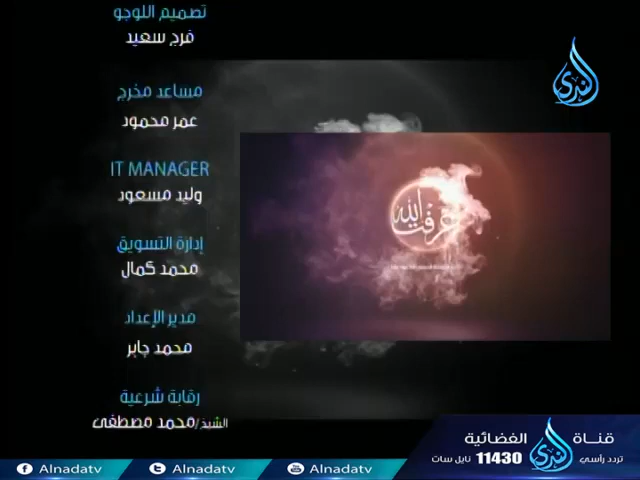 تصميم اللوجو
فرج سعيد
مساعد مخرج
عمر محمود
IT MANAGER
وليد مسعود
إدارة التسويق
محمد كمال
مدير الإعداد
محمد جابر
رقابة شرعية
الشيخ/محمد مصطفى
الندى
عرفت الله
قناة الندى الفضائية
تردد رأسي 11430 نايل سات
Alnadatv
Alnadatv
Alnadatv